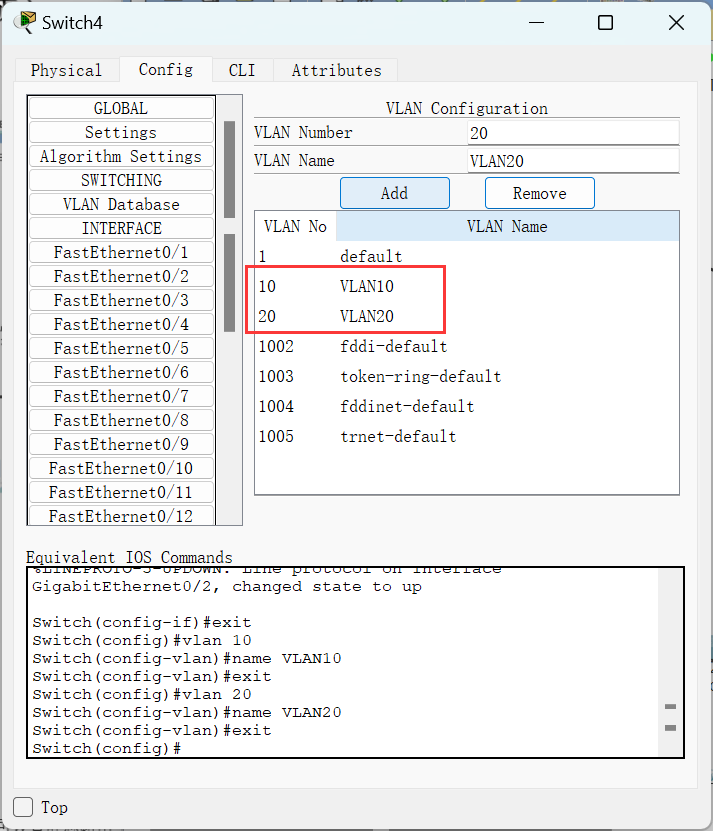 Switch4
Physical Config CLI Attributes
GLOBAL
Settings
Algorithm Settings
SWITCHING
VLAN Database
INTERFACE
FastEthernet0/1
FastEthernet0/2
FastEthernet0/3
FastEthernet0/4
FastEthernet0/5
FastEthernet0/6
FastEthernet0/7
FastEthernet0/8
FastEthernet0/9
FastEthernet0/10
FastEthernet0/11
FastEthernet0/12
VLAN Configuration
VLAN Number 20
VLAN Name VLAN20
Add Remove
VLAN No VLAN Name
1 default
10 VLAN10
20 VLAN20
1002 fddi-default
1003 token-ring-default
1004 fddinet-default
1005 trnet-default
Equivalent IOS Commands
%LINEPROTO-5-UPDOWN: Line protocol on Interface
GigabitEthernet0/2, changed state to up
Switch(config-if)#exit
Switch(config)#vlan 10
Switch(config-vlan)#name VLAN10
Switch(config-vlan)#exit
Switch(config)#vlan 20
Switch(config-vlan)#name VLAN20
Switch(config-vlan)#exit
Switch(config)#
Top